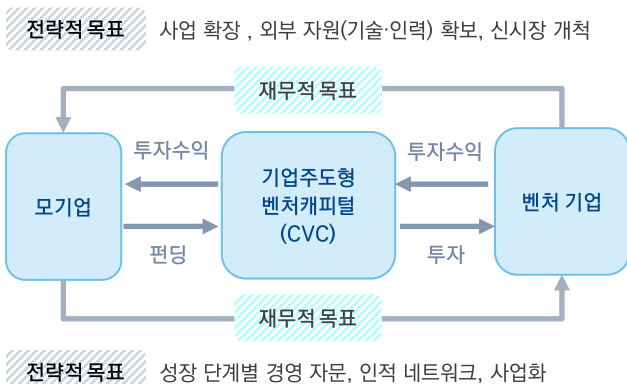 전략적 목표 사업 확장 , 외부 자원(기술·인력) 확보, 신시장 개척
재무적 목표
모기업
투자수익
펀딩
기업주도형
벤처캐피털
(CVC)
투자수익
투자
벤처 기업
재무적 목표
전략적 목표 성장 단계별 경영 자문, 인적 네트워크, 사업화